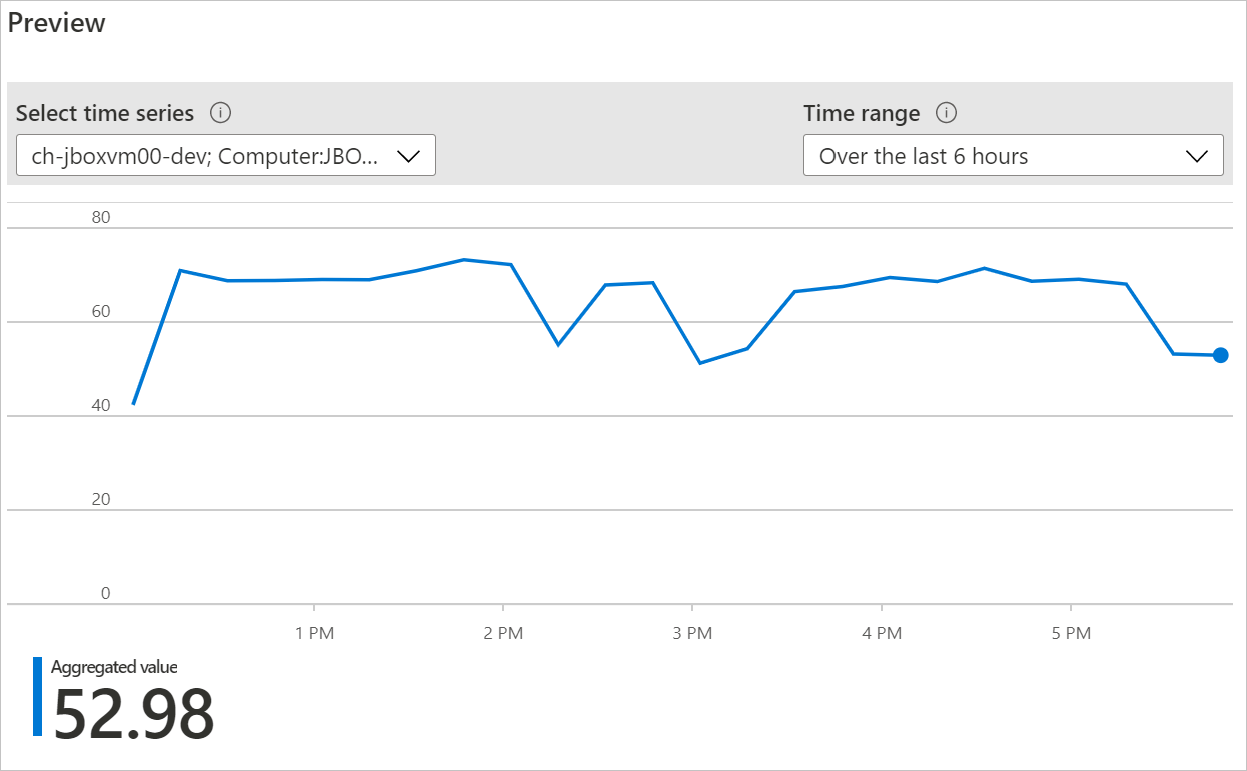 Preview
Select time series
Time range
ch-jboxvm00-dev; Computer:JBO...
Over the last 6 hours
80
60
40
20
0
1 PM
2 PM
3 PM
4 PM
5 PM
Aggregated value
52.98